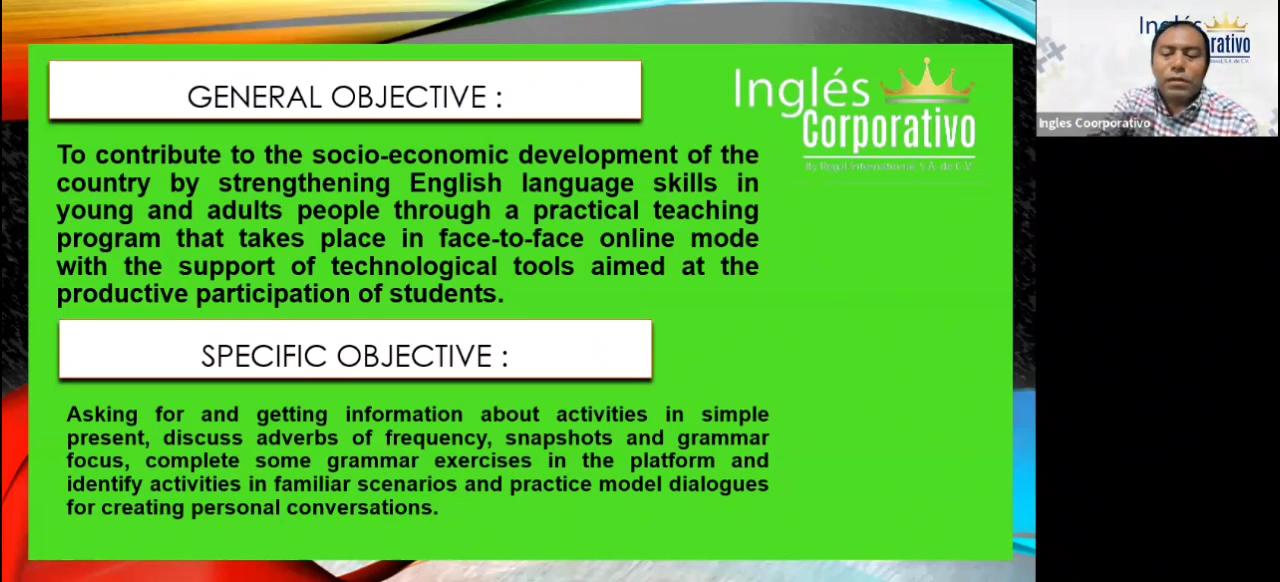 GENERAL OBJECTIVE :
Inglés
Corporativo
By Regal International S.A. de C.V.
To contribute to the socio-economic development of the
country by strengthening English language skills in
young and adults people through a practical teaching
program that takes place in face-to-face online mode
with the support of technological tools aimed at the
productive participation of students.
SPECIFIC OBJECTIVE :
Asking for and getting information about activities in simple
present, discuss adverbs of frequency, snapshots and grammar
focus, complete some grammar exercises in the platform and
identify activities in familiar scenarios and practice model dialogues
for creating personal conversations.
Ingles Coorporativo